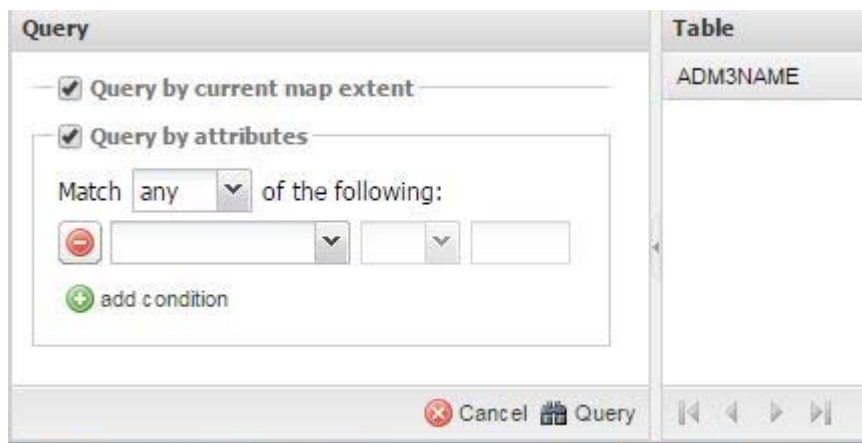 Query
Query by current map extent
Query by attributes
Match any of the following:
add condition
Cancel Query
Table
ADM3NAME